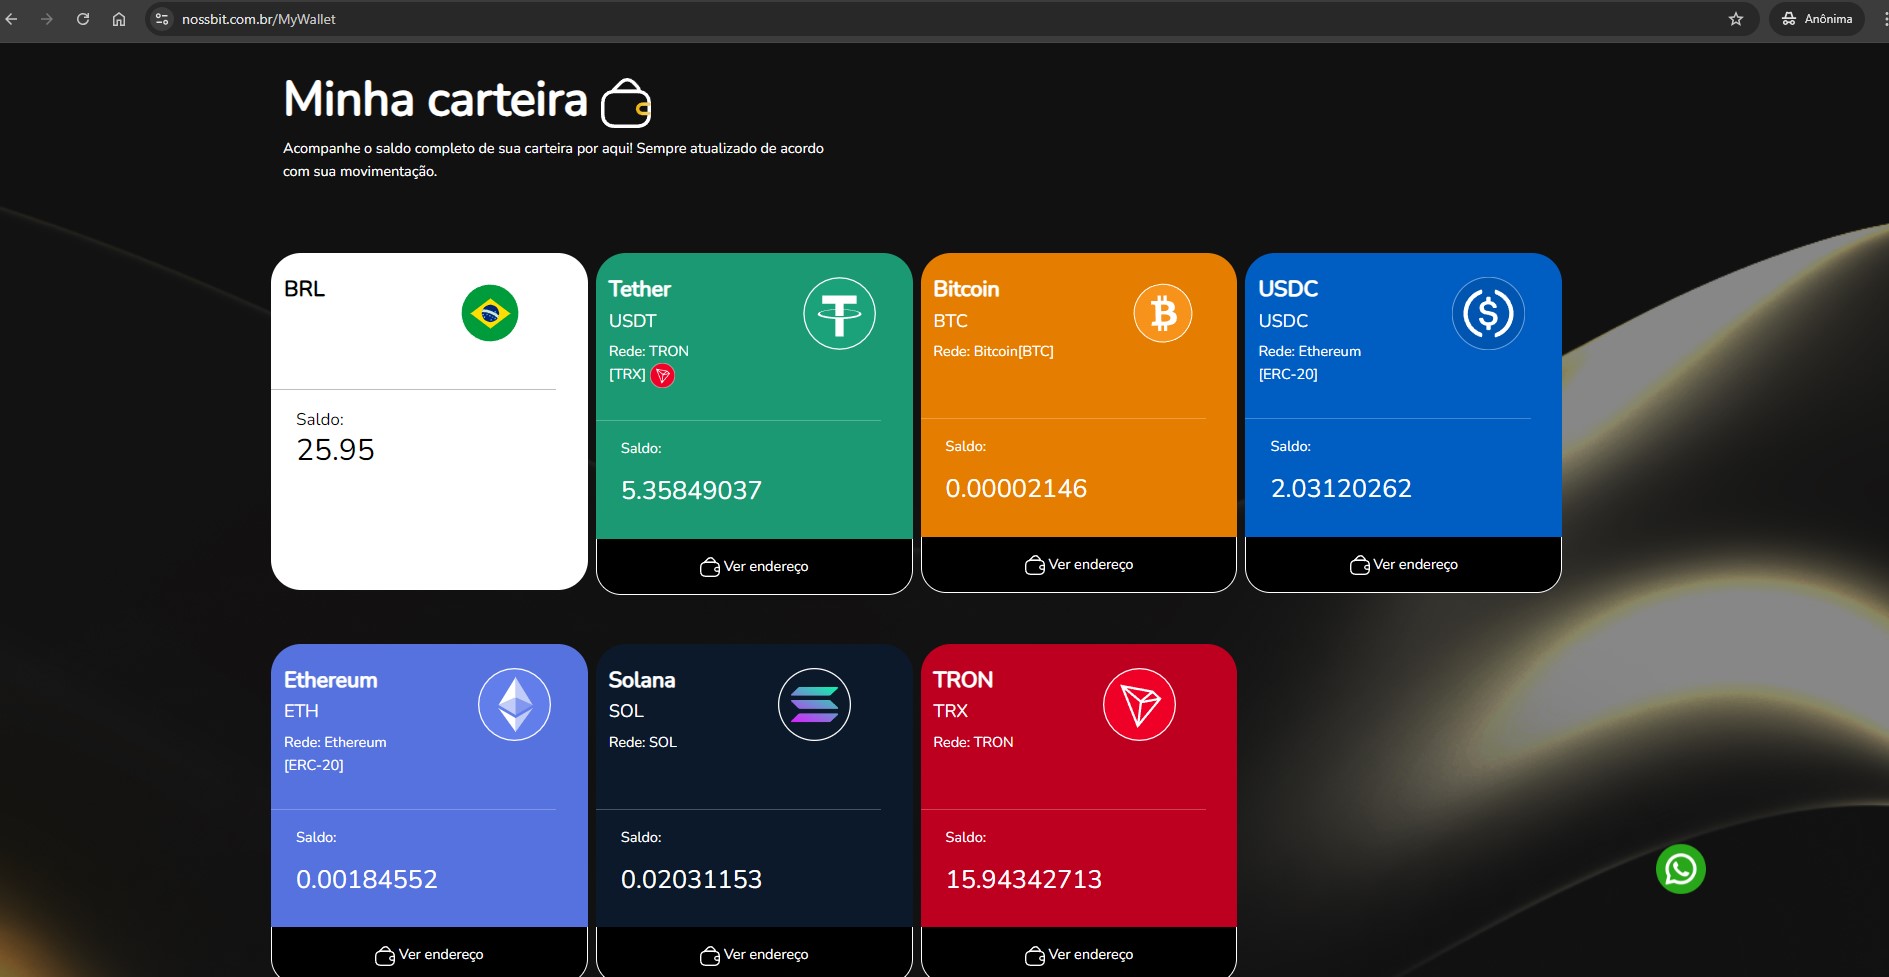 nossbit.com.br/MyWallet
Anônima
Minha carteira
Acompanhe o saldo completo de sua carteira por aqui! Sempre atualizado de acordo
com sua movimentação.
BRL
Saldo:
25.95
Tether
USDT
Rede: TRON
[TRX]
Saldo:
5.35849037
Ver endereço
Bitcoin
BTC
Rede: Bitcoin[BTC]
Saldo:
0.00002146
Ver endereço
USDC
USDC
Rede: Ethereum
[ERC-20]
Saldo:
2.03120262
Ver endereço
Ethereum
ETH
Rede: Ethereum
[ERC-20]
Saldo:
0.00184552
Ver endereço
Solana
SOL
Rede: SOL
Saldo:
0.02031153
Ver endereço
TRON
TRX
Rede: TRON
Saldo:
15.94342713
Ver endereço